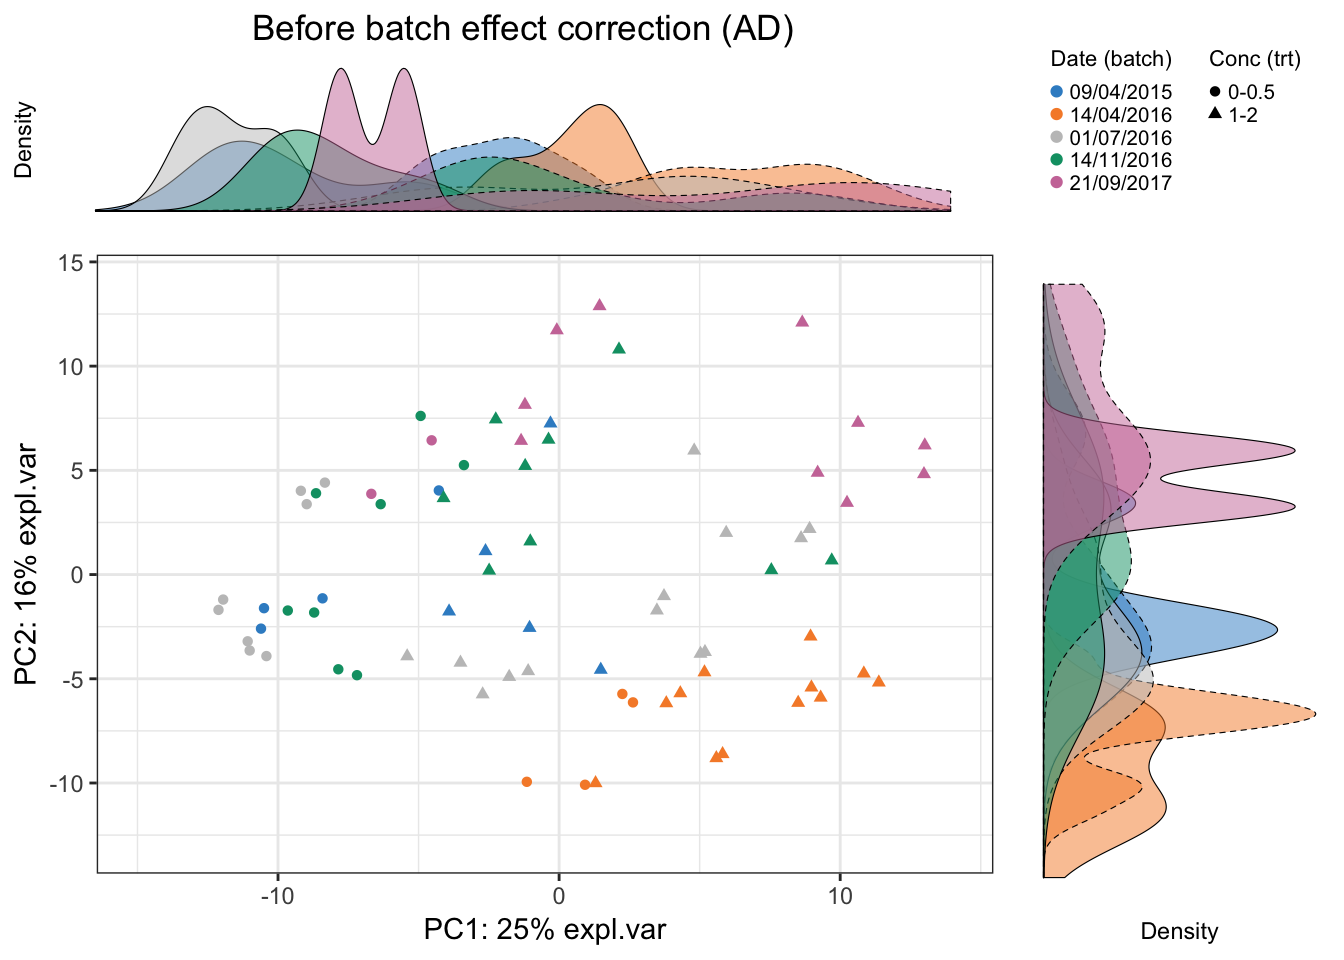 Before batch effect correction (AD)
Density
Date (batch)
09/04/2015
14/04/2016
01/07/2016
14/11/2016
21/09/2017
Conc (trt)
0-0.5
1-2
15
10
5
0
-5
-10
PC2: 16% expl.var
-10
0
10
PC1: 25% expl.var
Density